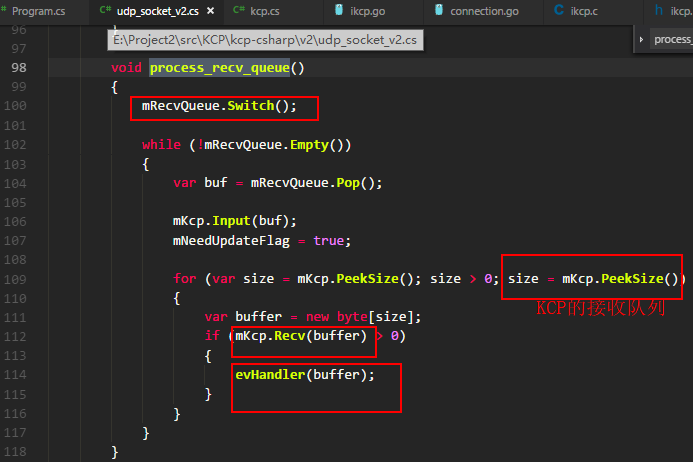 Program.cs C# udp_socket_v2.cs × C# kcp.cs ikcp.go connection.go C ikcp.c C ikcp.h
96
E:\Project2\src\KCP\kcp-csharp\v2\udp_socket_v2.cs process_
97
98 void process_recv_queue()
99 {
100 mRecvQueue.Switch();
101
102 while (!mRecvQueue.Empty())
103 {
104 var buf = mRecvQueue.Pop();
105
106 mKcp.Input(buf);
107 mNeedUpdateFlag = true;
108
109 for (var size = mKcp.PeekSize(); size > 0; size = mKcp.PeekSize())
110 {
KCP的接收队列
111 var buffer = new byte[size];
112 if (mKcp.Recv(buffer) > 0)
113 {
114 evHandler(buffer);
115 }
116 }
117 }
118 }